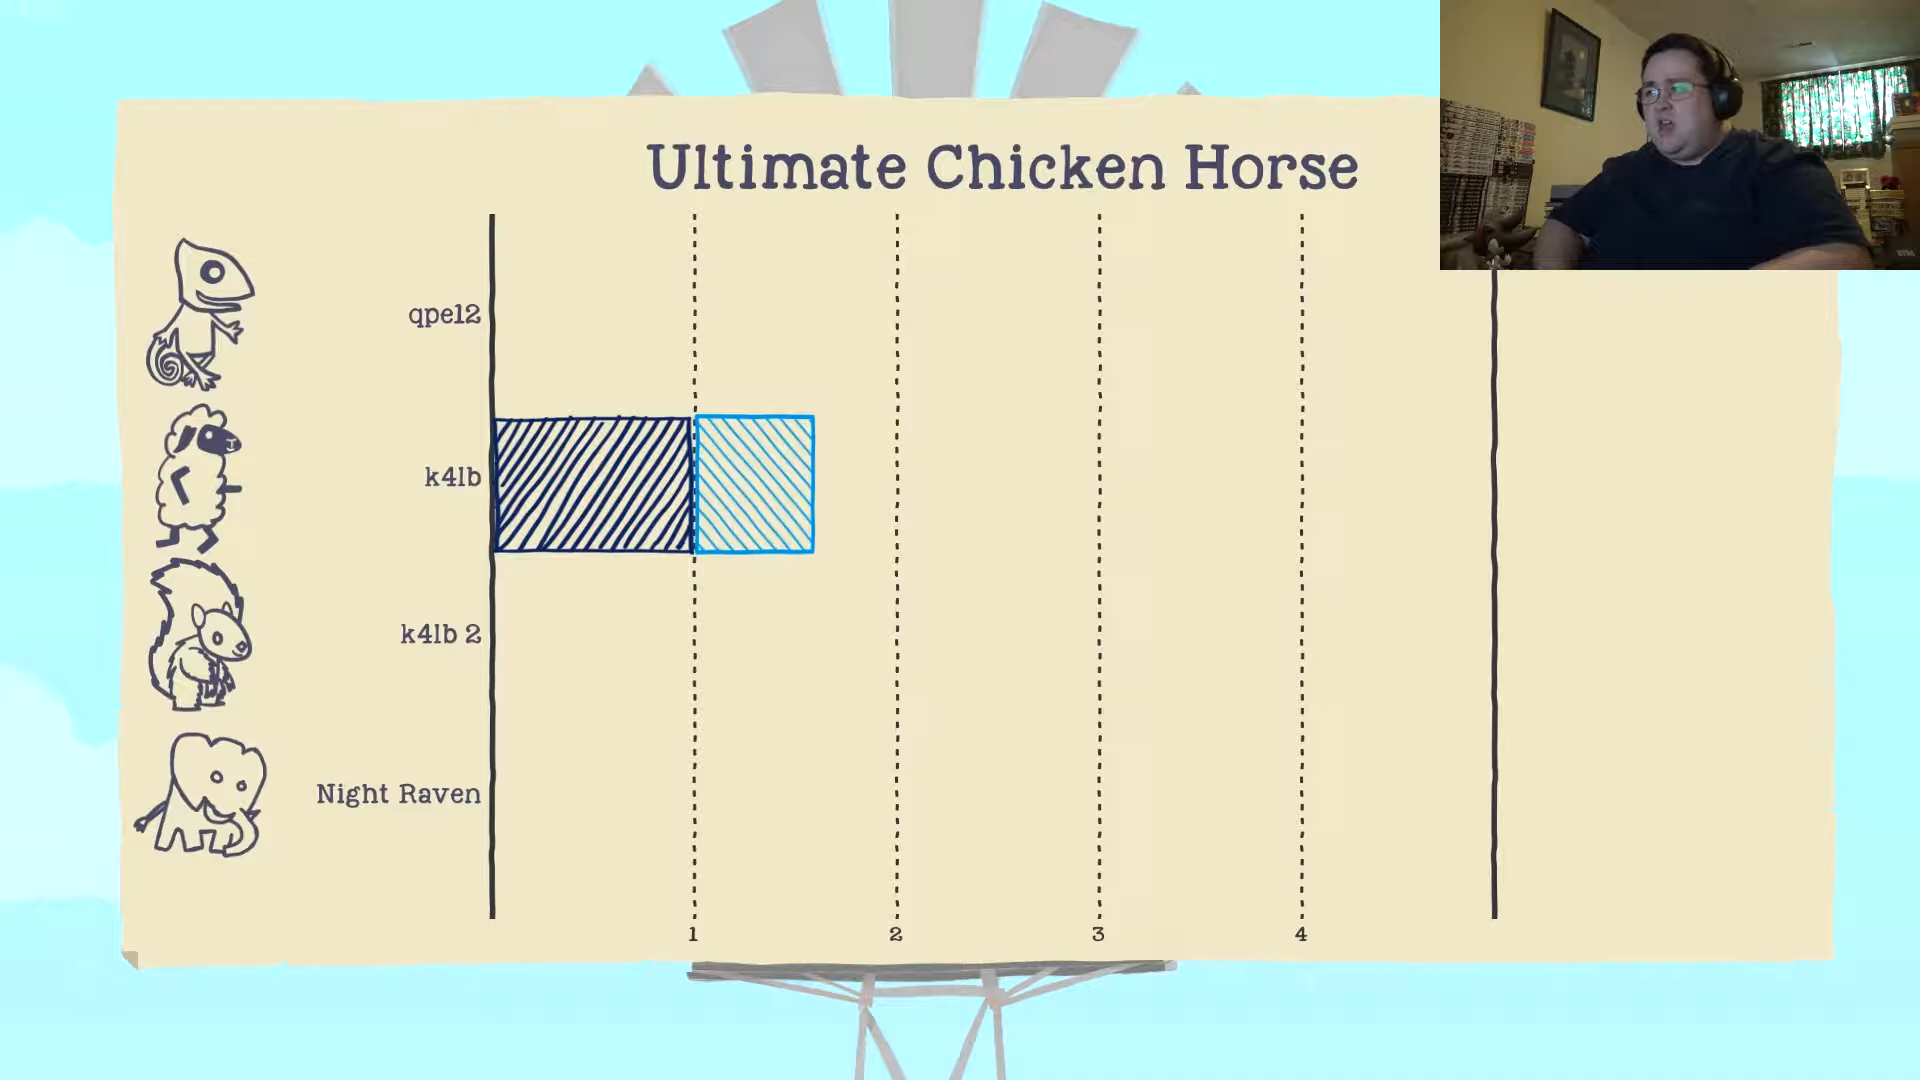 Ultimate Chicken Horse
qpe12
k4lb
k4lb 2
Night Raven
1 2 3 4